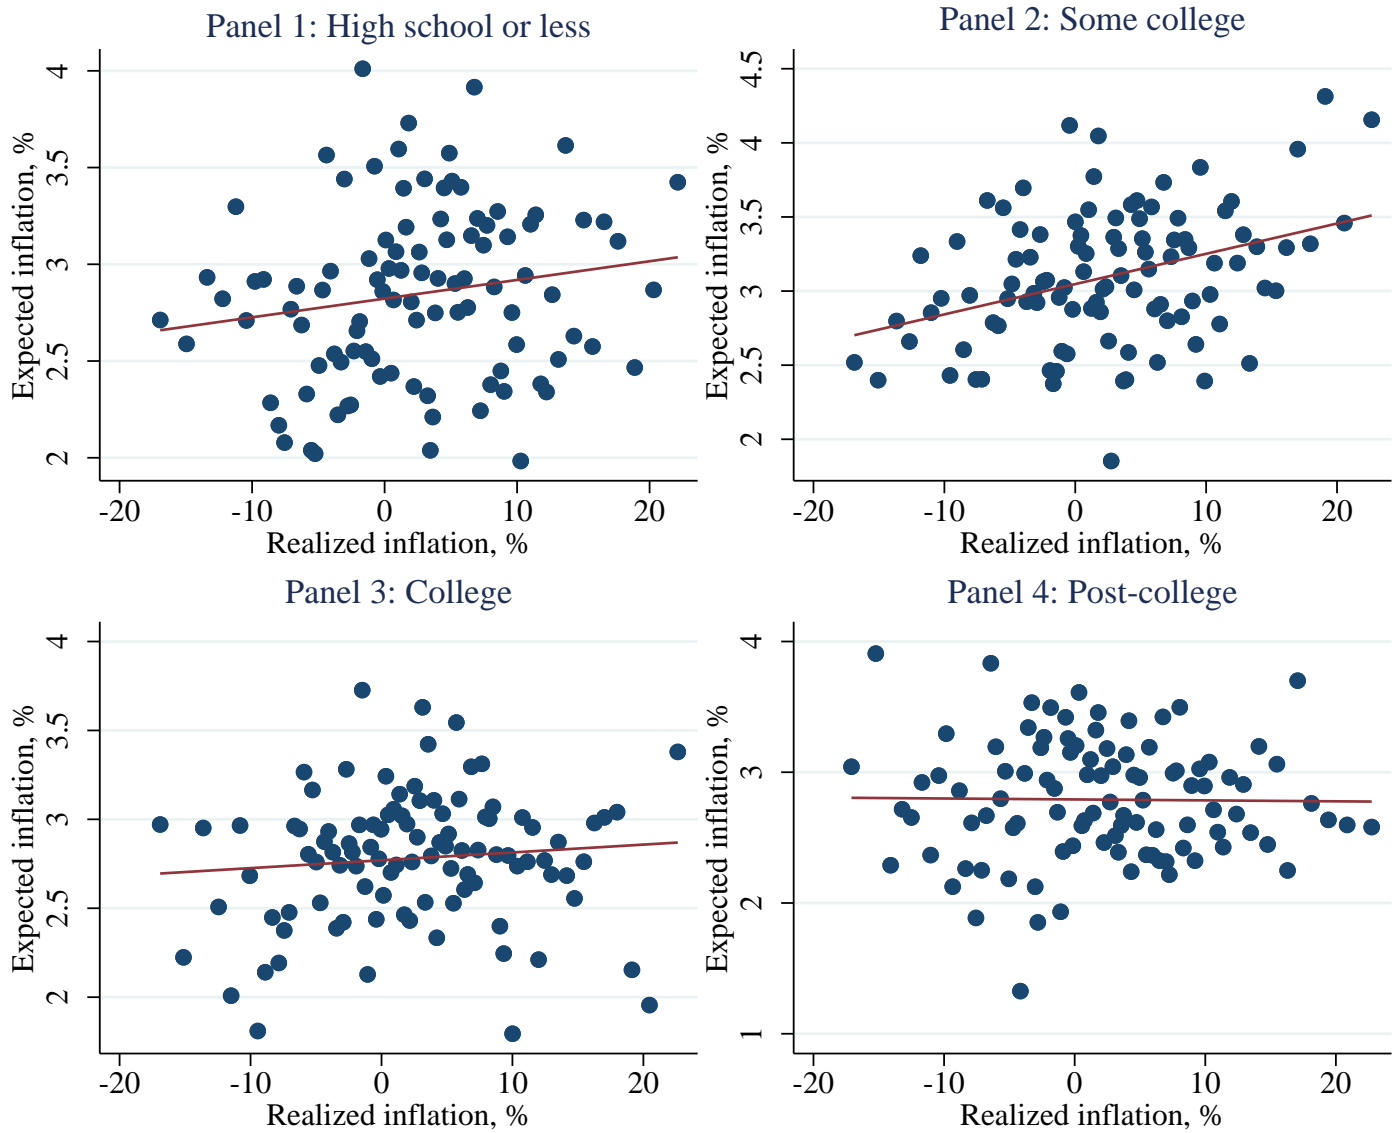 Panel 1: High school or less
Expected inflation, %
4
3.5
3
2.5
2
-20 -10 0 10 20
Realized inflation, %
Panel 2: Some college
Expected inflation, %
4.5
4
3.5
3
2.5
2
-20 -10 0 10 20
Realized inflation, %
Panel 3: College
Expected inflation, %
4
3.5
3
2.5
2
-20 -10 0 10 20
Realized inflation, %
Panel 4: Post-college
Expected inflation, %
4
3
2
1
-20 -10 0 10 20
Realized inflation, %